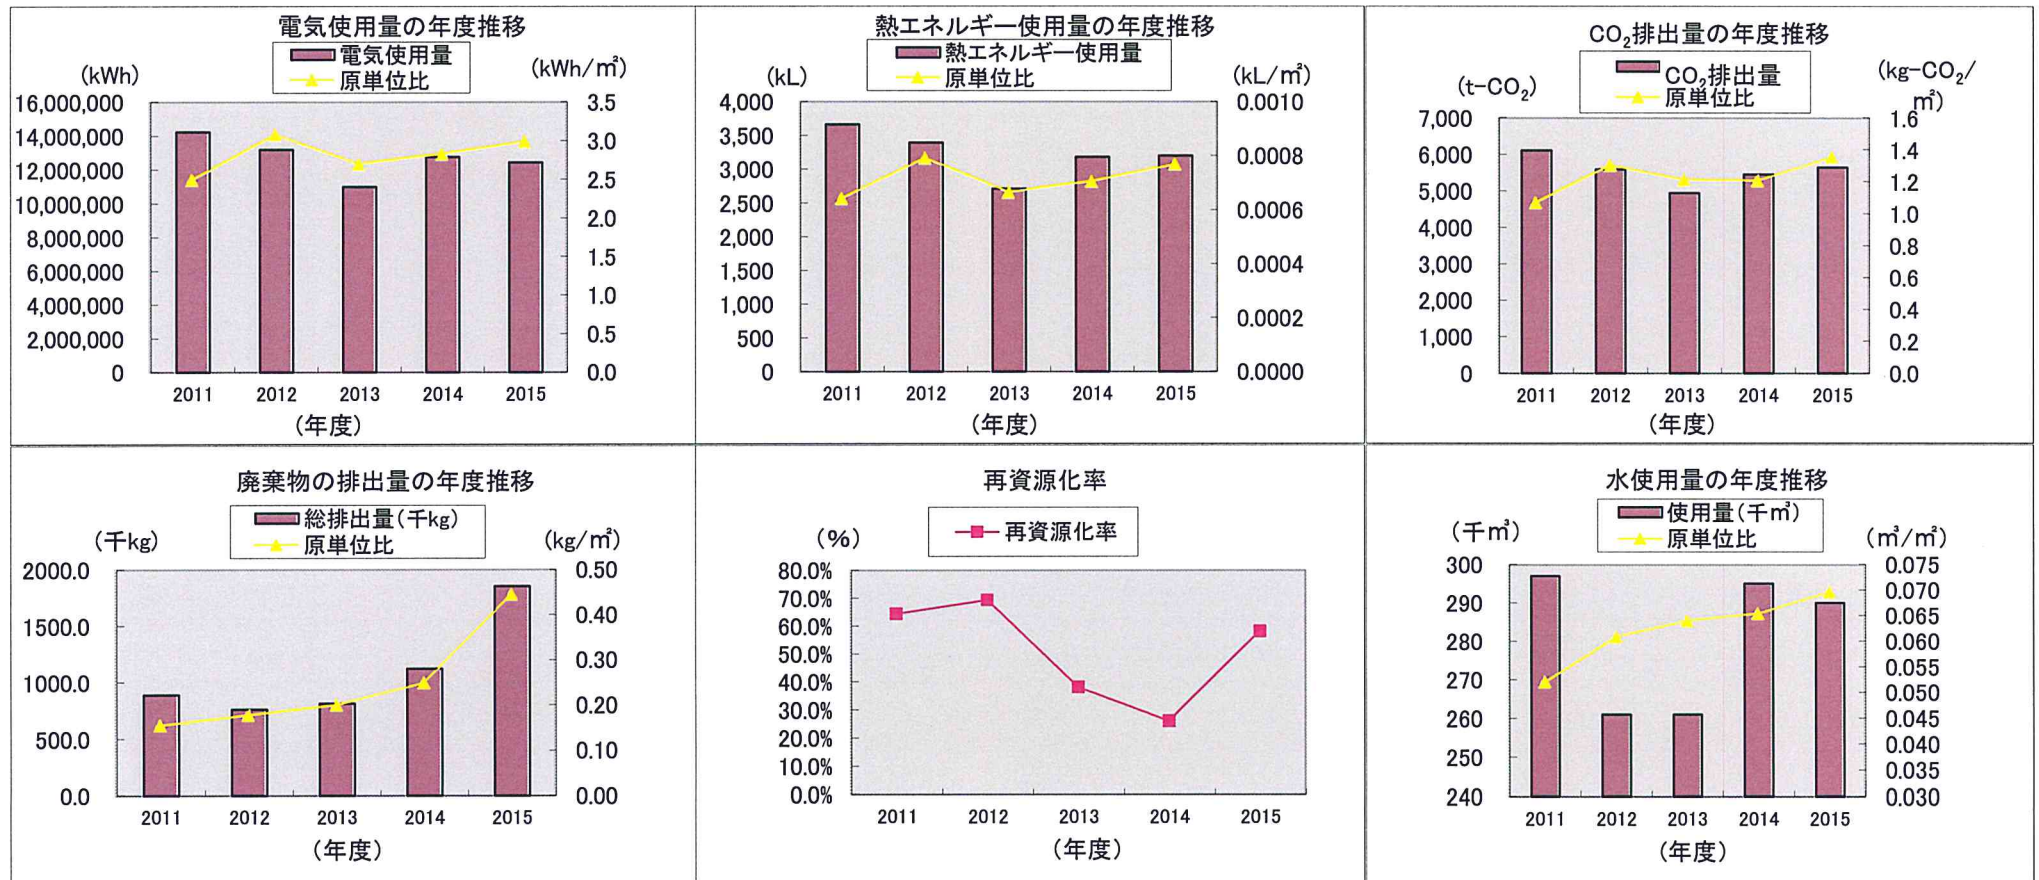 電気使用量の年度推移
電気使用量
原単位比
(kWh)
(kWh/㎡)
16,000,000
14,000,000
12,000,000
10,000,000
8,000,000
6,000,000
4,000,000
2,000,000
0
3.5
3.0
2.5
2.0
1.5
1.0
0.5
0.0
2011 2012 2013 2014 2015
(年度)
熱エネルギー使用量の年度推移
熱エネルギー使用量
原単位比
(kL)
(kL/㎡)
4,000
3,500
3,000
2,500
2,000
1,500
1,000
500
0
0.0010
0.0008
0.0006
0.0004
0.0002
0.0000
2011 2012 2013 2014 2015
(年度)
CO₂排出量の年度推移
CO₂排出量
原単位比
(t-CO₂)
(kg-CO₂/
㎡)
7,000
6,000
5,000
4,000
3,000
2,000
1,000
0
1.6
1.4
1.2
1.0
0.8
0.6
0.4
0.2
0.0
2011 2012 2013 2014 2015
(年度)
廃棄物の排出量の年度推移
総排出量(千kg)
原単位比
(千kg)
(kg/㎡)
2000.0
1500.0
1000.0
500.0
0.0
0.50
0.40
0.30
0.20
0.10
0.00
2011 2012 2013 2014 2015
(年度)
再資源化率
再資源化率
(%)
80.0%
70.0%
60.0%
50.0%
40.0%
30.0%
20.0%
10.0%
0.0%
2011 2012 2013 2014 2015
(年度)
水使用量の年度推移
使用量(千㎥)
原単位比
(千㎥)
(㎥/㎡)
300
290
280
270
260
250
240
0.075
0.070
0.065
0.060
0.055
0.050
0.045
0.040
0.035
0.030
2011 2012 2013 2014 2015
(年度)